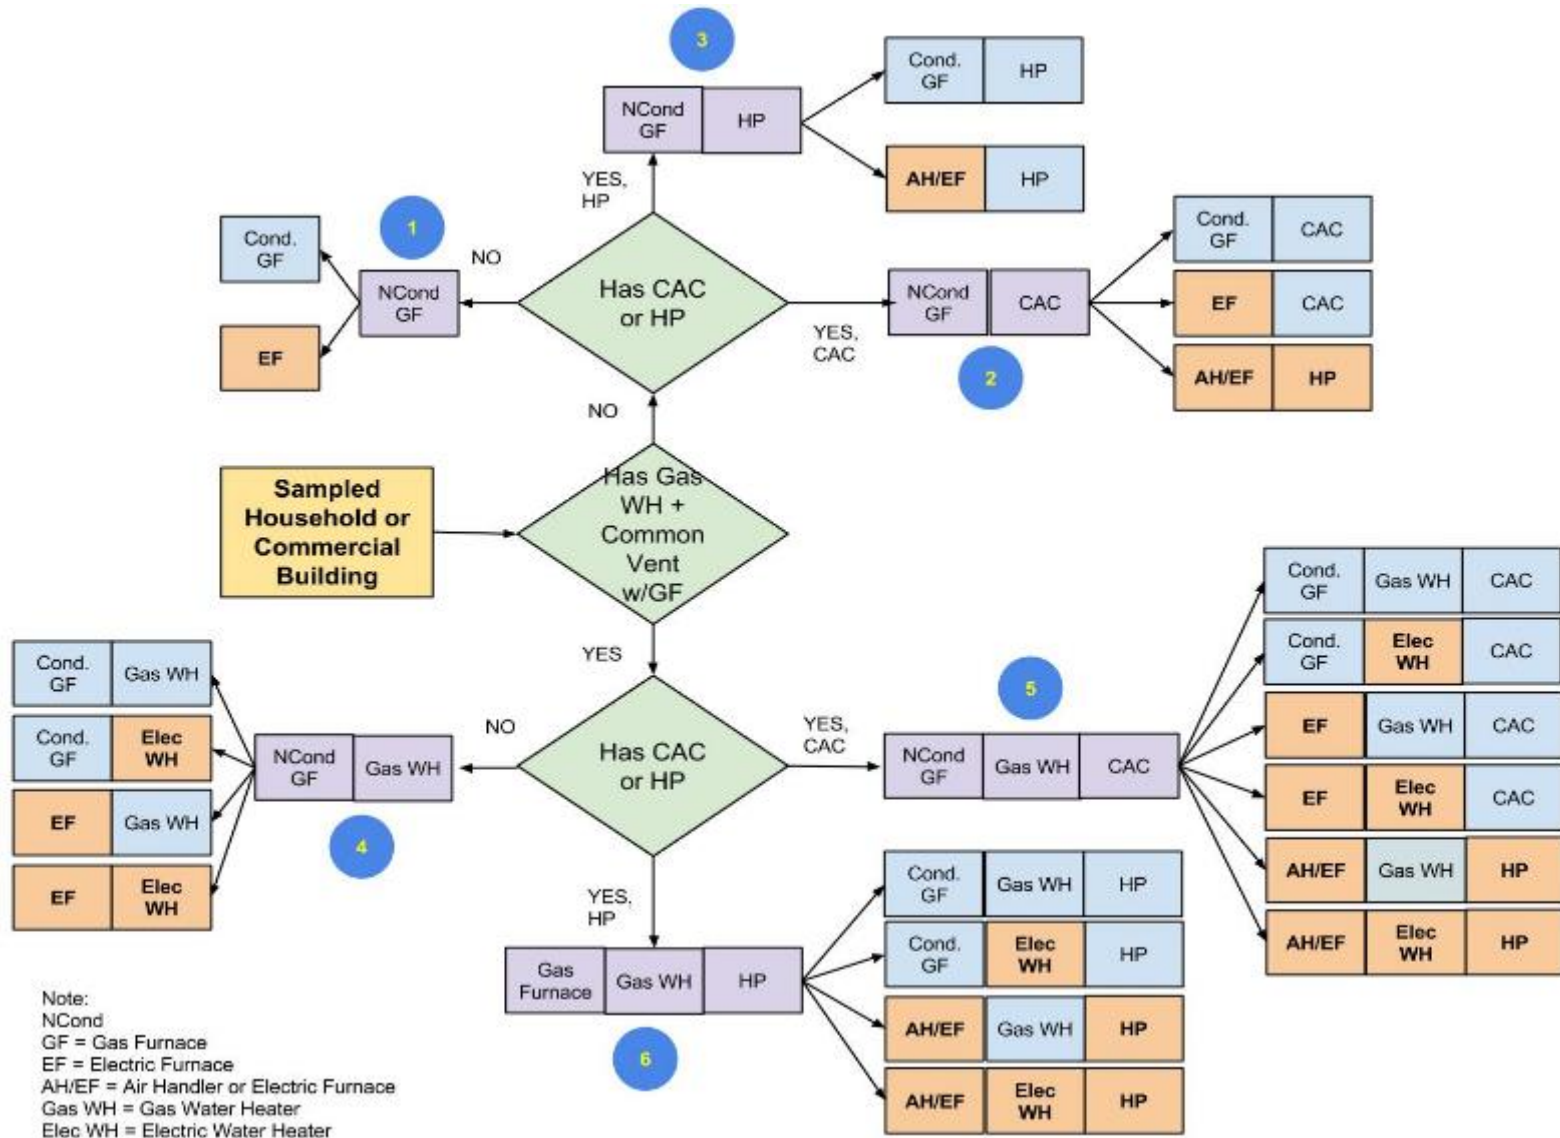 3
Cond.
GF
HP
NCond
GF
HP
AH/EF
HP
YES,
HP
1
Cond.
GF
NO
NCond
GF
EF
Has CAC
or HP
YES,
CAC
NCond
GF
CAC
2
Cond.
GF
CAC
EF
CAC
AH/EF
HP
NO
Sampled
Household or
Commercial
Building
Has Gas
WH +
Common
Vent
w/GF
YES
Cond.
GF
Gas WH
Cond.
GF
Elec
WH
EF
Gas WH
EF
Elec
WH
NCond
GF
Gas WH
4
NO
Has CAC
or HP
YES,
CAC
5
NCond
GF
Gas WH
CAC
Cond.
GF
Gas WH
CAC
Cond.
GF
Elec
WH
CAC
EF
Gas WH
CAC
EF
Elec
WH
CAC
AH/EF
Gas WH
HP
AH/EF
Elec
WH
HP
YES,
HP
Gas
Furnace
Gas WH
HP
6
Cond.
GF
Gas WH
HP
Cond.
GF
Elec
WH
HP
AH/EF
Gas WH
HP
AH/EF
Elec
WH
HP
Note:
NCond
GF = Gas Furnace
EF = Electric Furnace
AH/EF = Air Handler or Electric Furnace
Gas WH = Gas Water Heater
Elec WH = Electric Water Heater